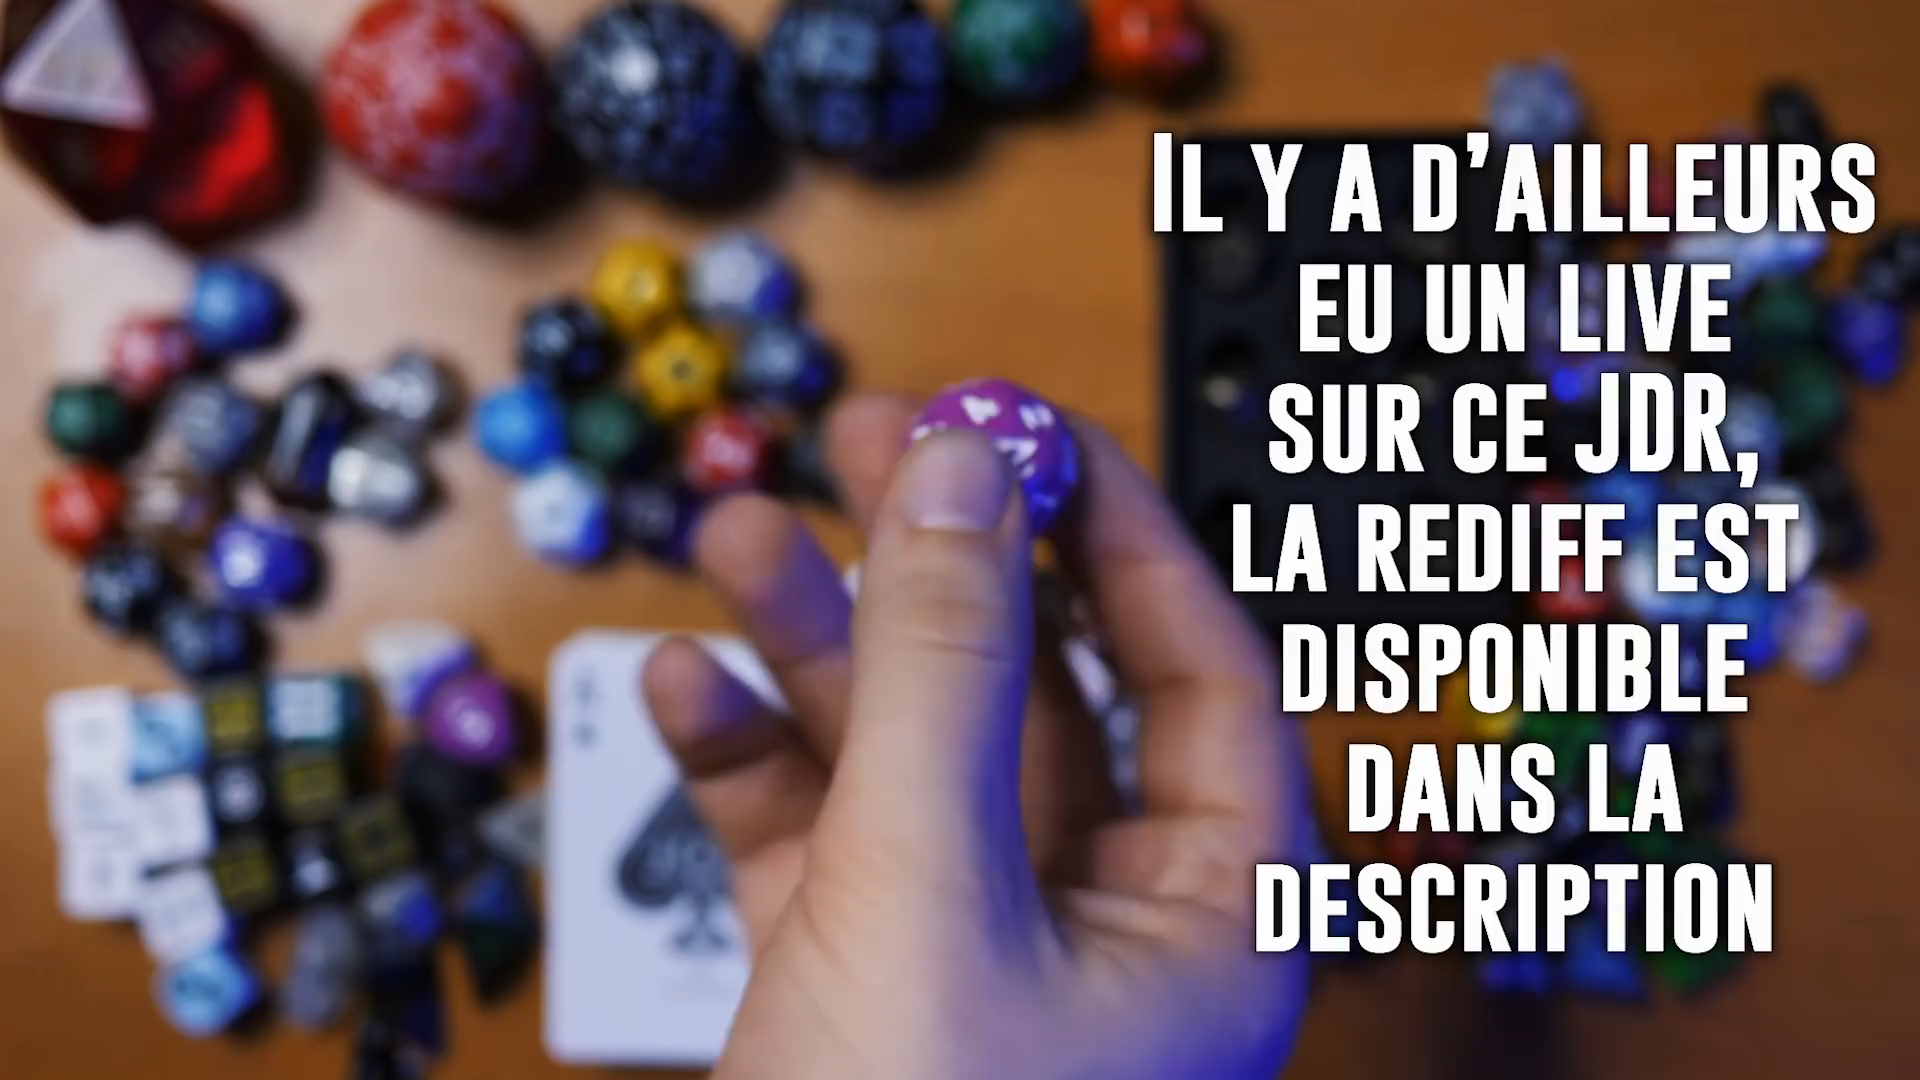 Il y a d'ailleurs
eu un live
sur ce JDR,
la rediff est
disponible
dans la
description